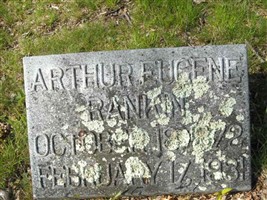 ARTHUR EUGENE
RANKIN
OCTOBER
FEBRUARY 17, 1931